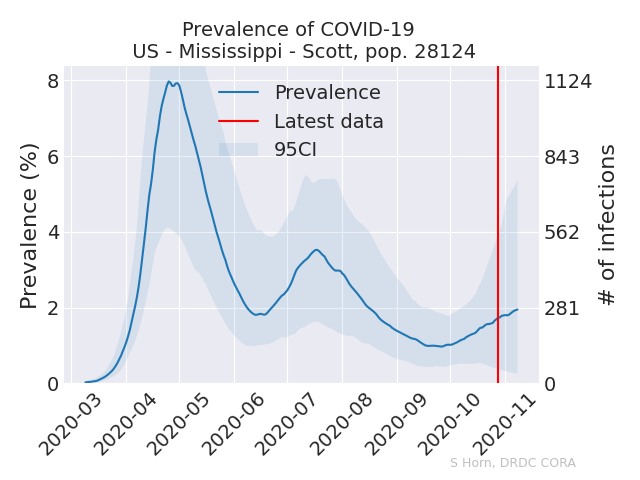 Prevalence of COVID-19
US - Mississippi - Scott, pop. 28124
Prevalence (%)
8
6
4
2
0
Prevalence
Latest data
95CI
1124
843
562
281
0
# of infections
2020-03
2020-04
2020-05
2020-06
2020-07
2020-08
2020-09
2020-10
2020-11
S Horn, DRDC CORA